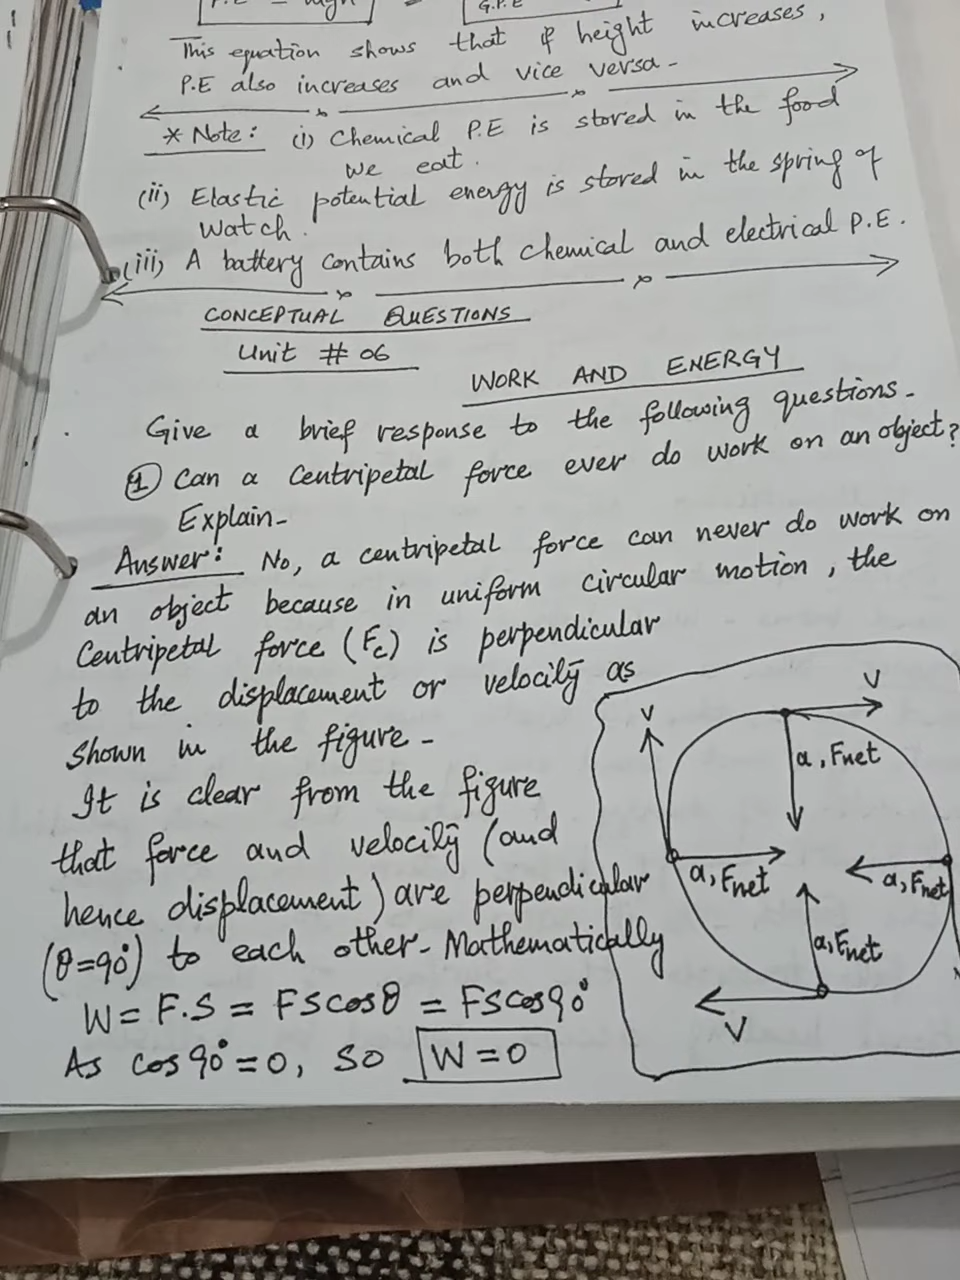 P.E = mgh
G.P.E
This equation shows that if height increases,
P.E also increases and vice versa-
* Note: (i) Chemical P.E is stored in the food
we eat.
(ii) Elastic potential energy is stored in the spring of
watch.
(iii) A battery contains both chemical and electrical P.E.
CONCEPTUAL QUESTIONS
Unit # 06
WORK AND ENERGY
Give a brief response to the following questions-
① Can a Centripetal force ever do work on an object?
Explain-
Answer: No, a centripetal force can never do work on
an object because in uniform circular motion, the
Centripetal force (Fc) is perpendicular
to the displacement or velocity as
shown in the figure-
It is clear from the figure
that force and velocity (and
hence displacement) are perpendicular
(θ=90°) to each other- Mathematically
W = F.S = FScosθ = FScos90°
As cos90°=0, so W=0
V
V
a, Fnet
a, Fnet
a, Fnet
a, Fnet
V